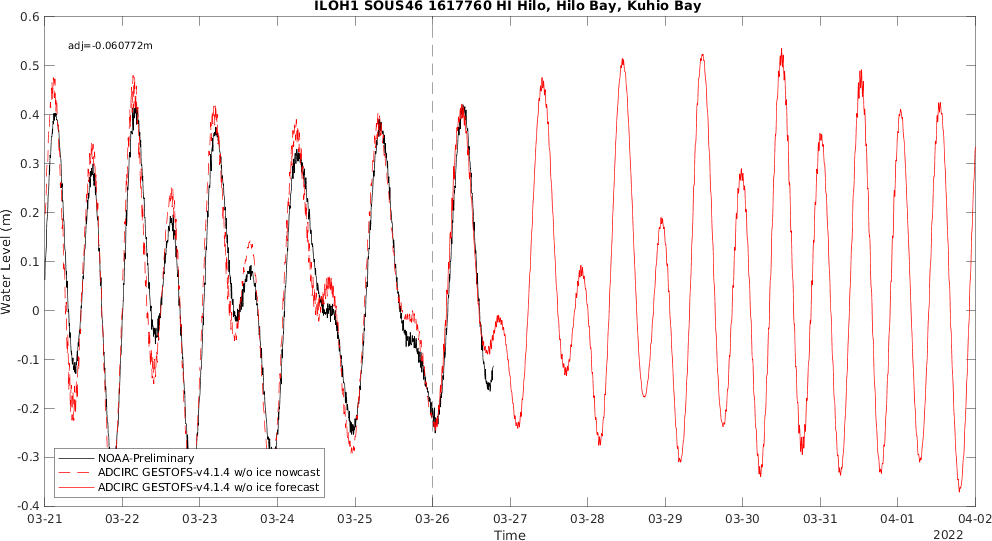 ILOH1 SOUS46 1617760 HI Hilo, Hilo Bay, Kuhio Bay
adj=-0.060772m
Water Level (m)
0.6
0.5
0.4
0.3
0.2
0.1
0
-0.1
-0.2
-0.3
-0.4
NOAA-Preliminary
ADCIRC GESTOFS-v4.1.4 w/o ice nowcast
ADCIRC GESTOFS-v4.1.4 w/o ice forecast
03-21 03-22 03-23 03-24 03-25 03-26 03-27 03-28 03-29 03-30 03-31 04-01 04-02
Time
2022